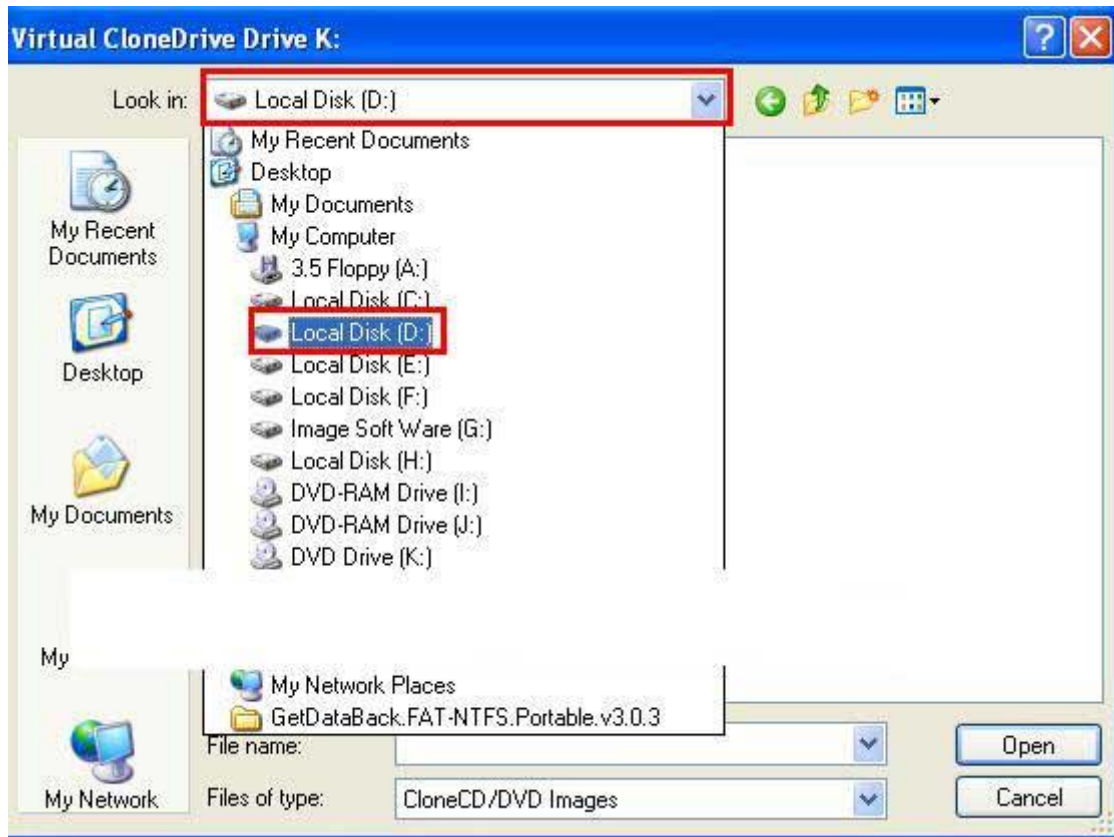 Virtual CloneDrive Drive K:
Look in: Local Disk (D:)
My Recent Documents
Desktop
My Documents
My Computer
3.5 Floppy (A:)
Local Disk (C:)
Local Disk (D:)
Local Disk (E:)
Local Disk (F:)
Image Soft Ware (G:)
Local Disk (H:)
DVD-RAM Drive (I:)
DVD-RAM Drive (J:)
DVD Drive (K:)
My Network Places
GetDataBack.FAT-NTFS.Portable.v3.0.3
My Recent
Documents
Desktop
My Documents
My
My Network
File name:
Open
Files of type: CloneCD/DVD Images
Cancel